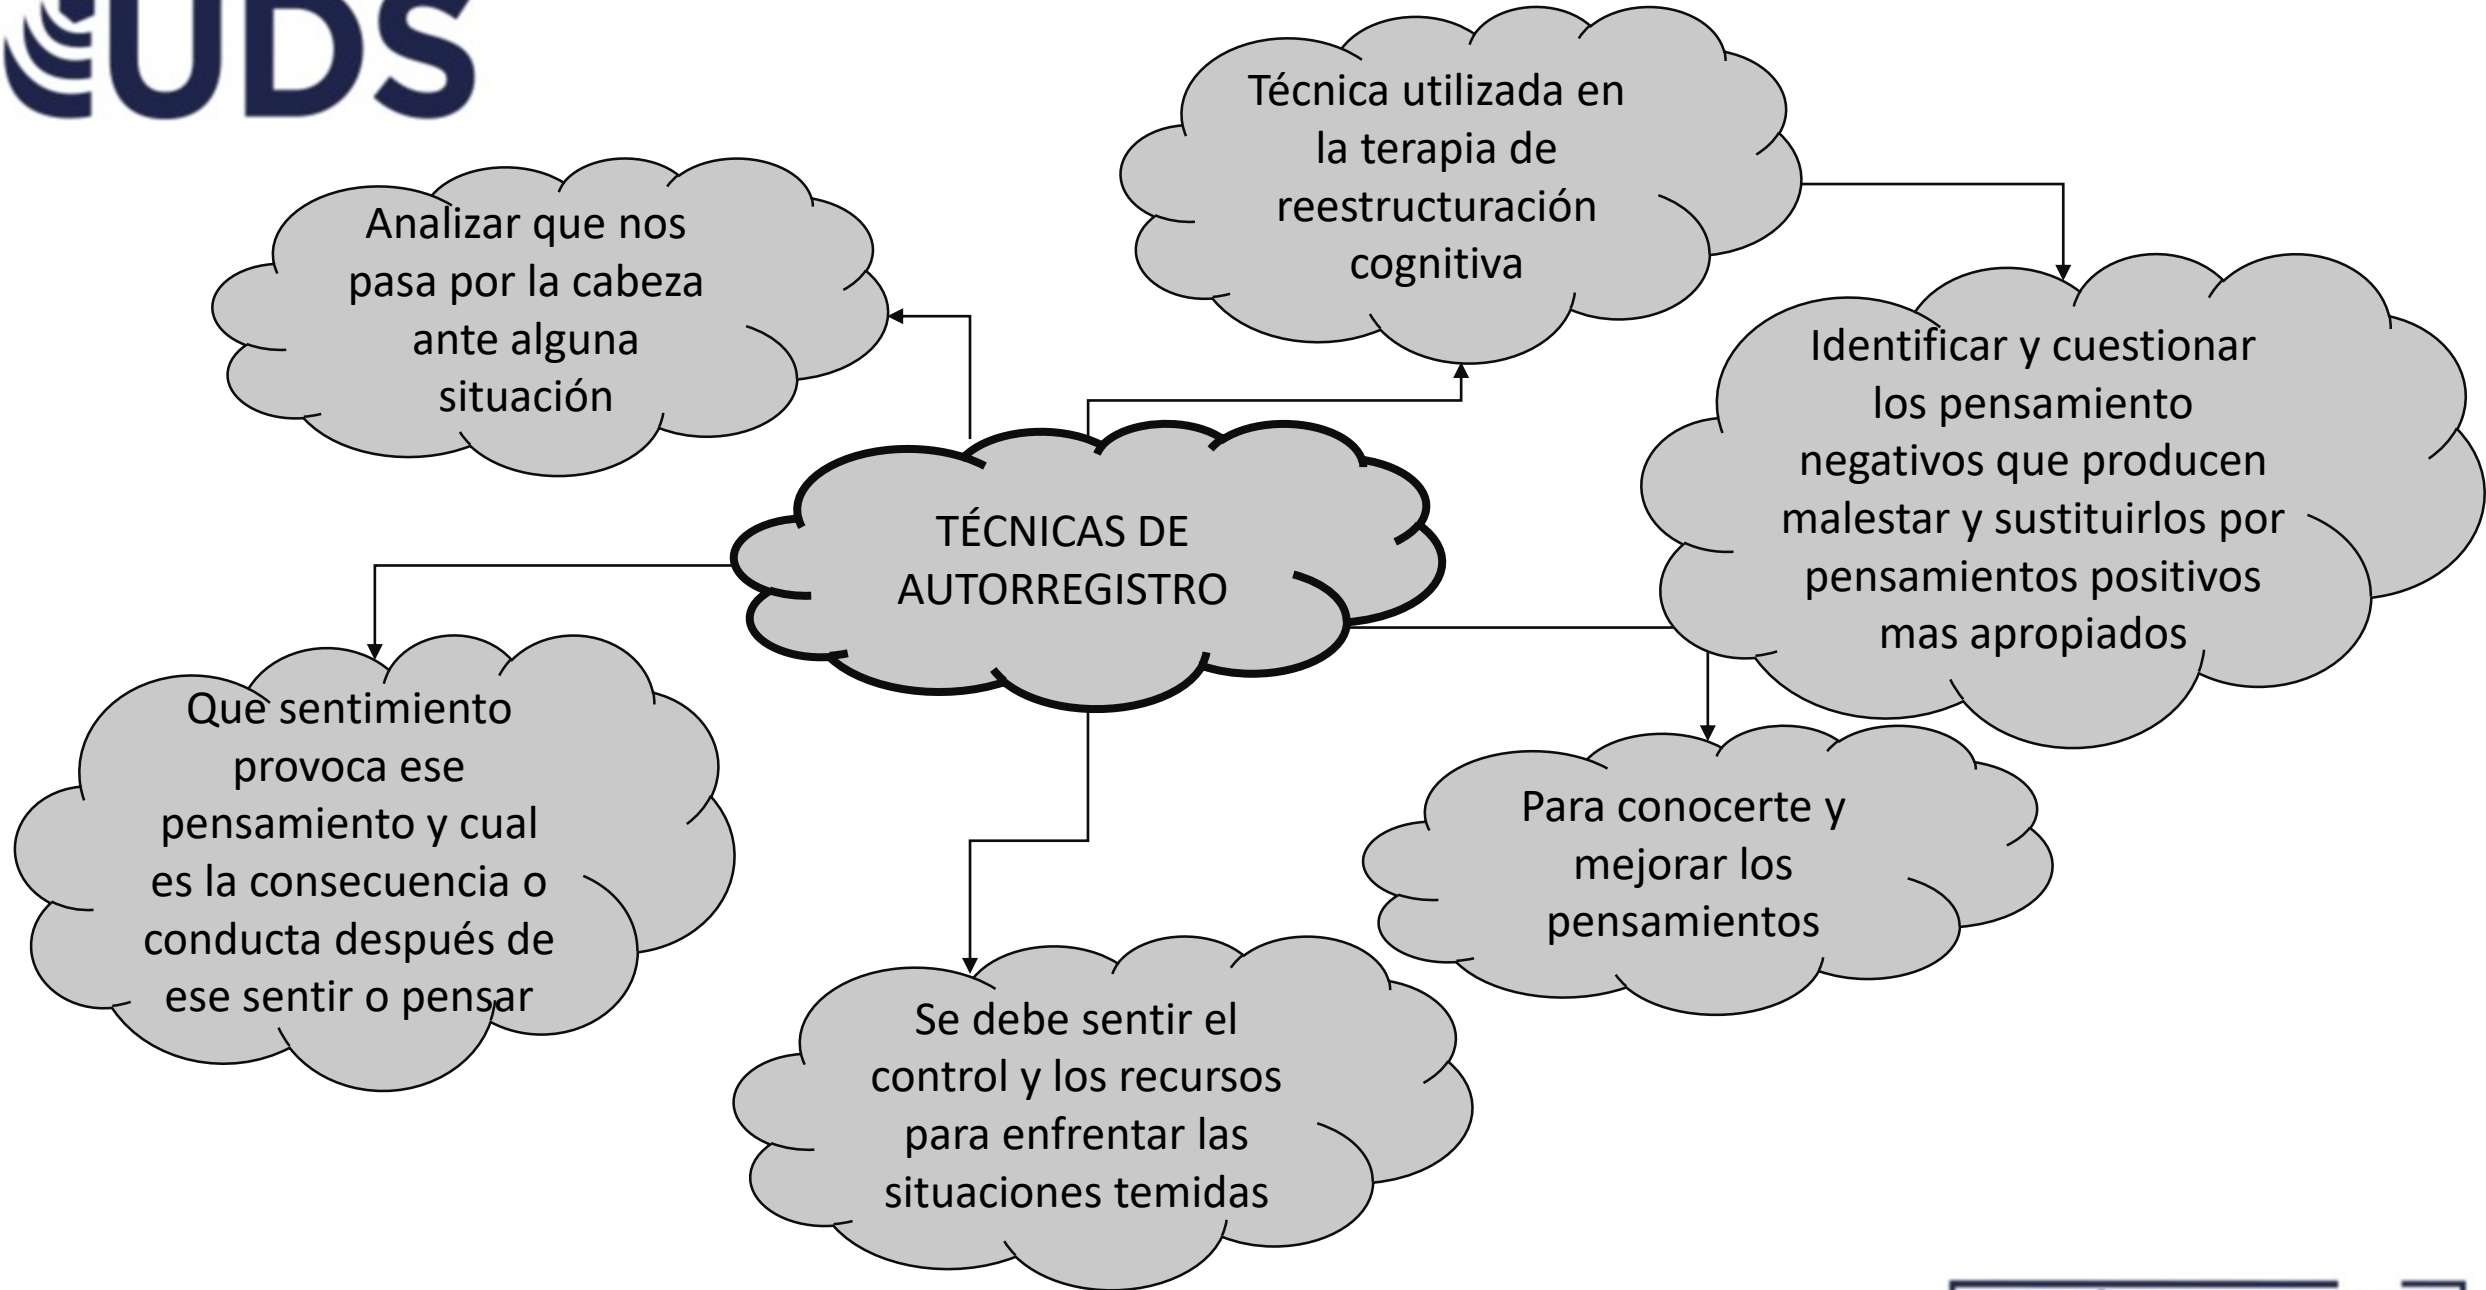 UDS
Técnica utilizada en
la terapia de
reestructuración
cognitiva
Analizar que nos
pasa por la cabeza
ante alguna
situación
Identificar y cuestionar
los pensamiento
negativos que producen
malestar y sustituirlos por
pensamientos positivos
mas apropiados
TÉCNICAS DE
AUTORREGISTRO
Que sentimiento
provoca ese
pensamiento y cual
es la consecuencia o
conducta después de
ese sentir o pensar
Para conocerte y
mejorar los
pensamientos
Se debe sentir el
control y los recursos
para enfrentar las
situaciones temidas